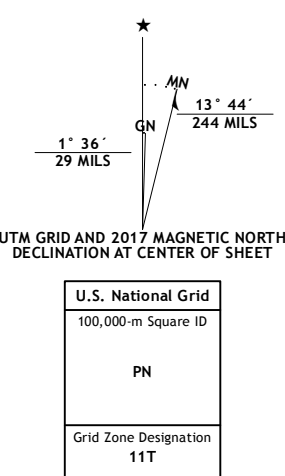 ★
MN
GN
13° 44´
244 MILS
1° 36´
29 MILS
UTM GRID AND 2017 MAGNETIC NORTH
DECLINATION AT CENTER OF SHEET
U.S. National Grid
100,000-m Square ID
PN
Grid Zone Designation
11T